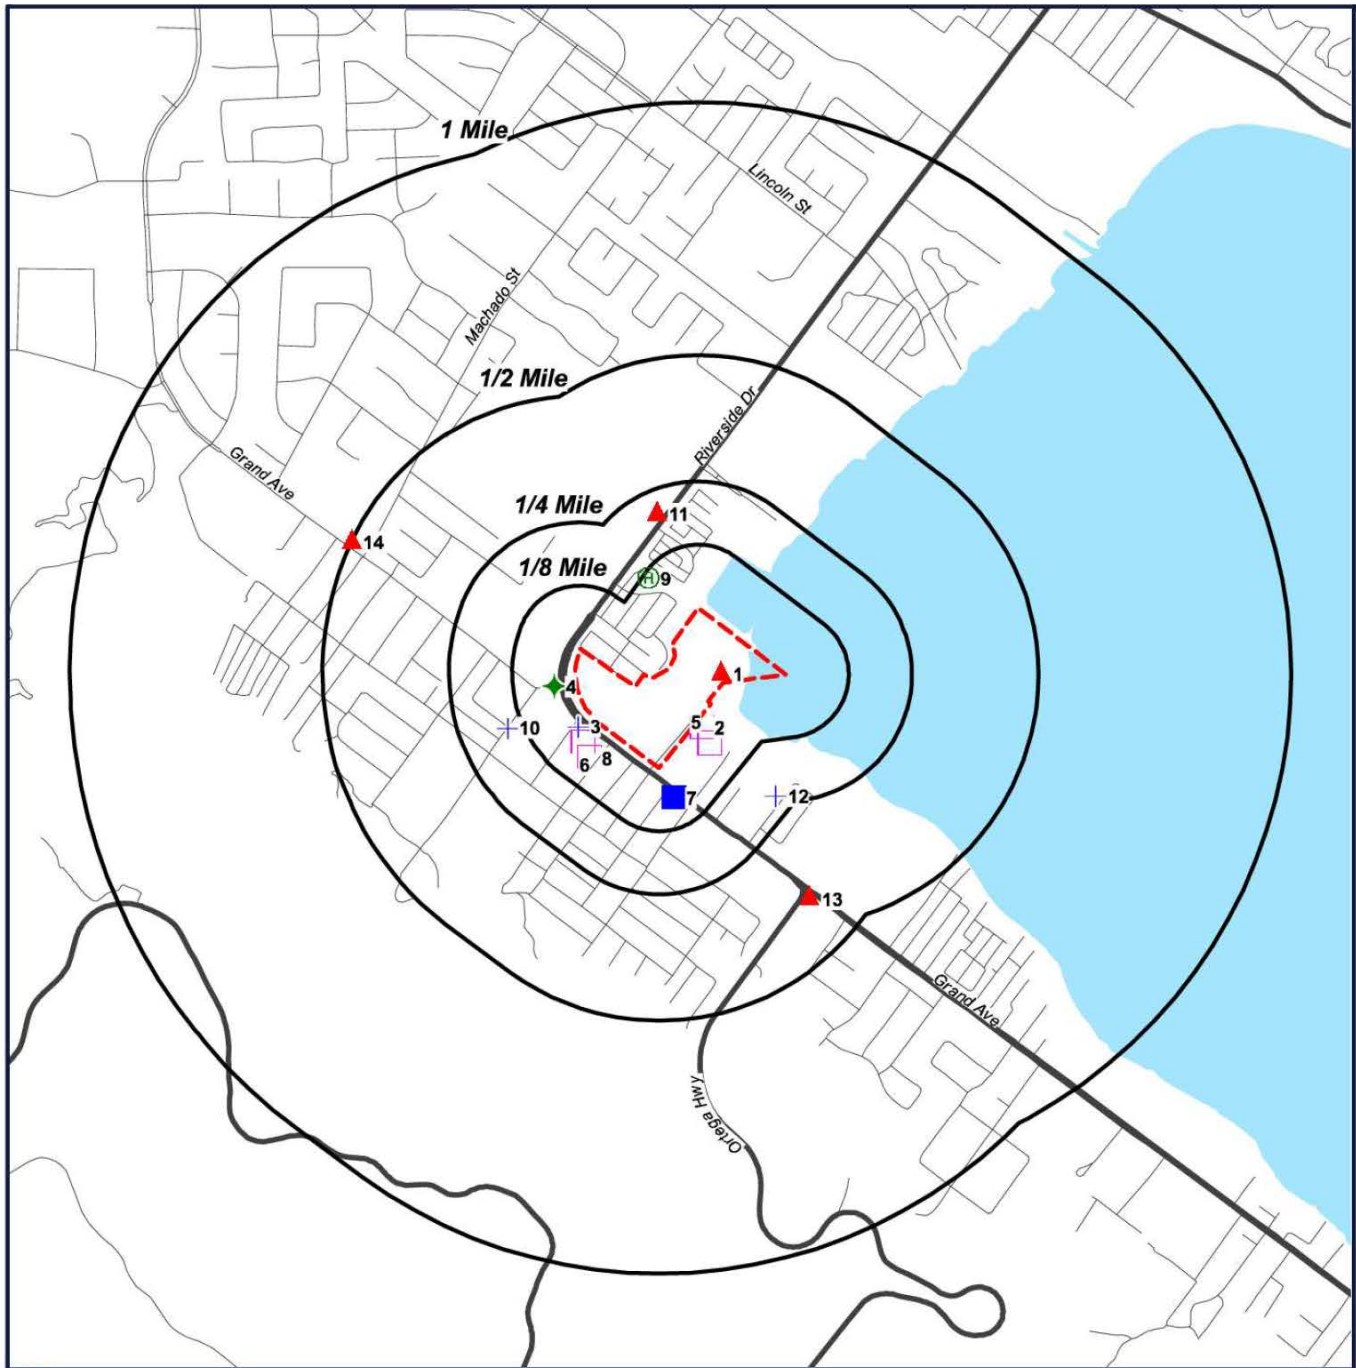 1 Mile
Lincoln St
Machado St
1/2 Mile
Riverside Dr
Grand Ave
1/4 Mile
11
14
1/8 Mile
H
9
1
4
10
3
5
2
6
8
7
12
13
Grand Ave
Ortega Hwy